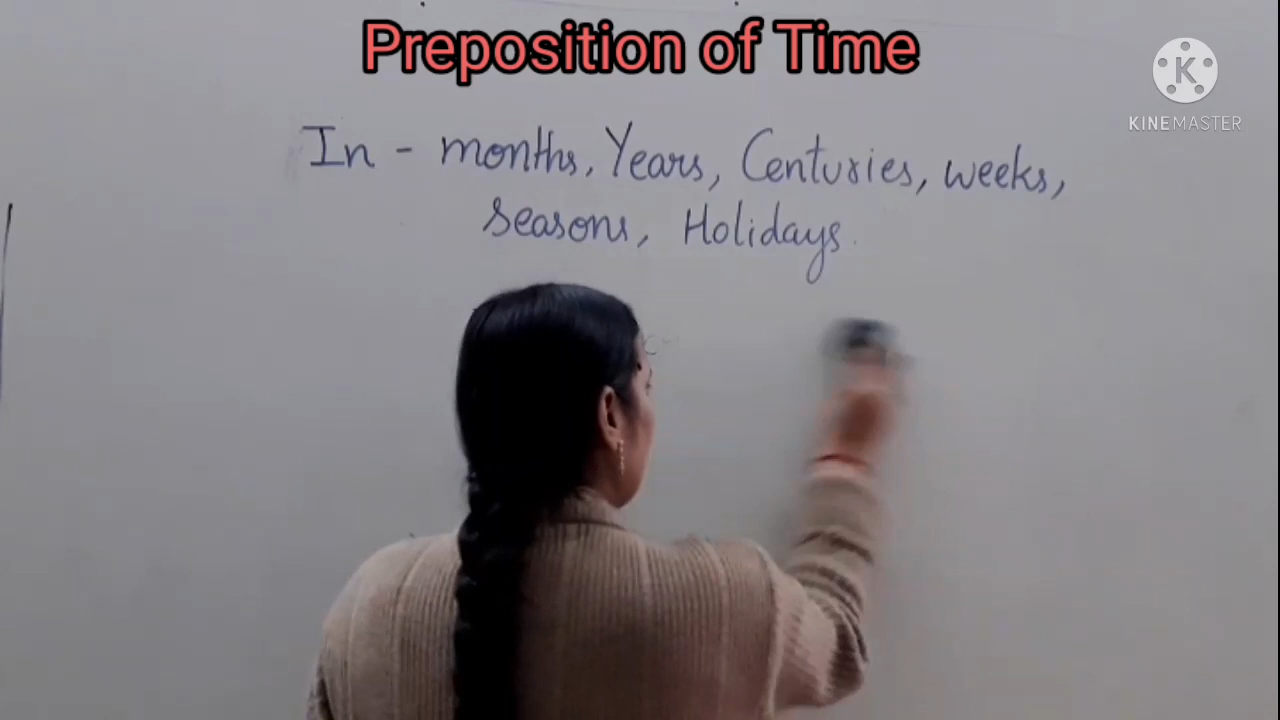 Preposition of Time
K
KINEMASTER
In - months, Years, Centuries, weeks,
seasons, Holidays.